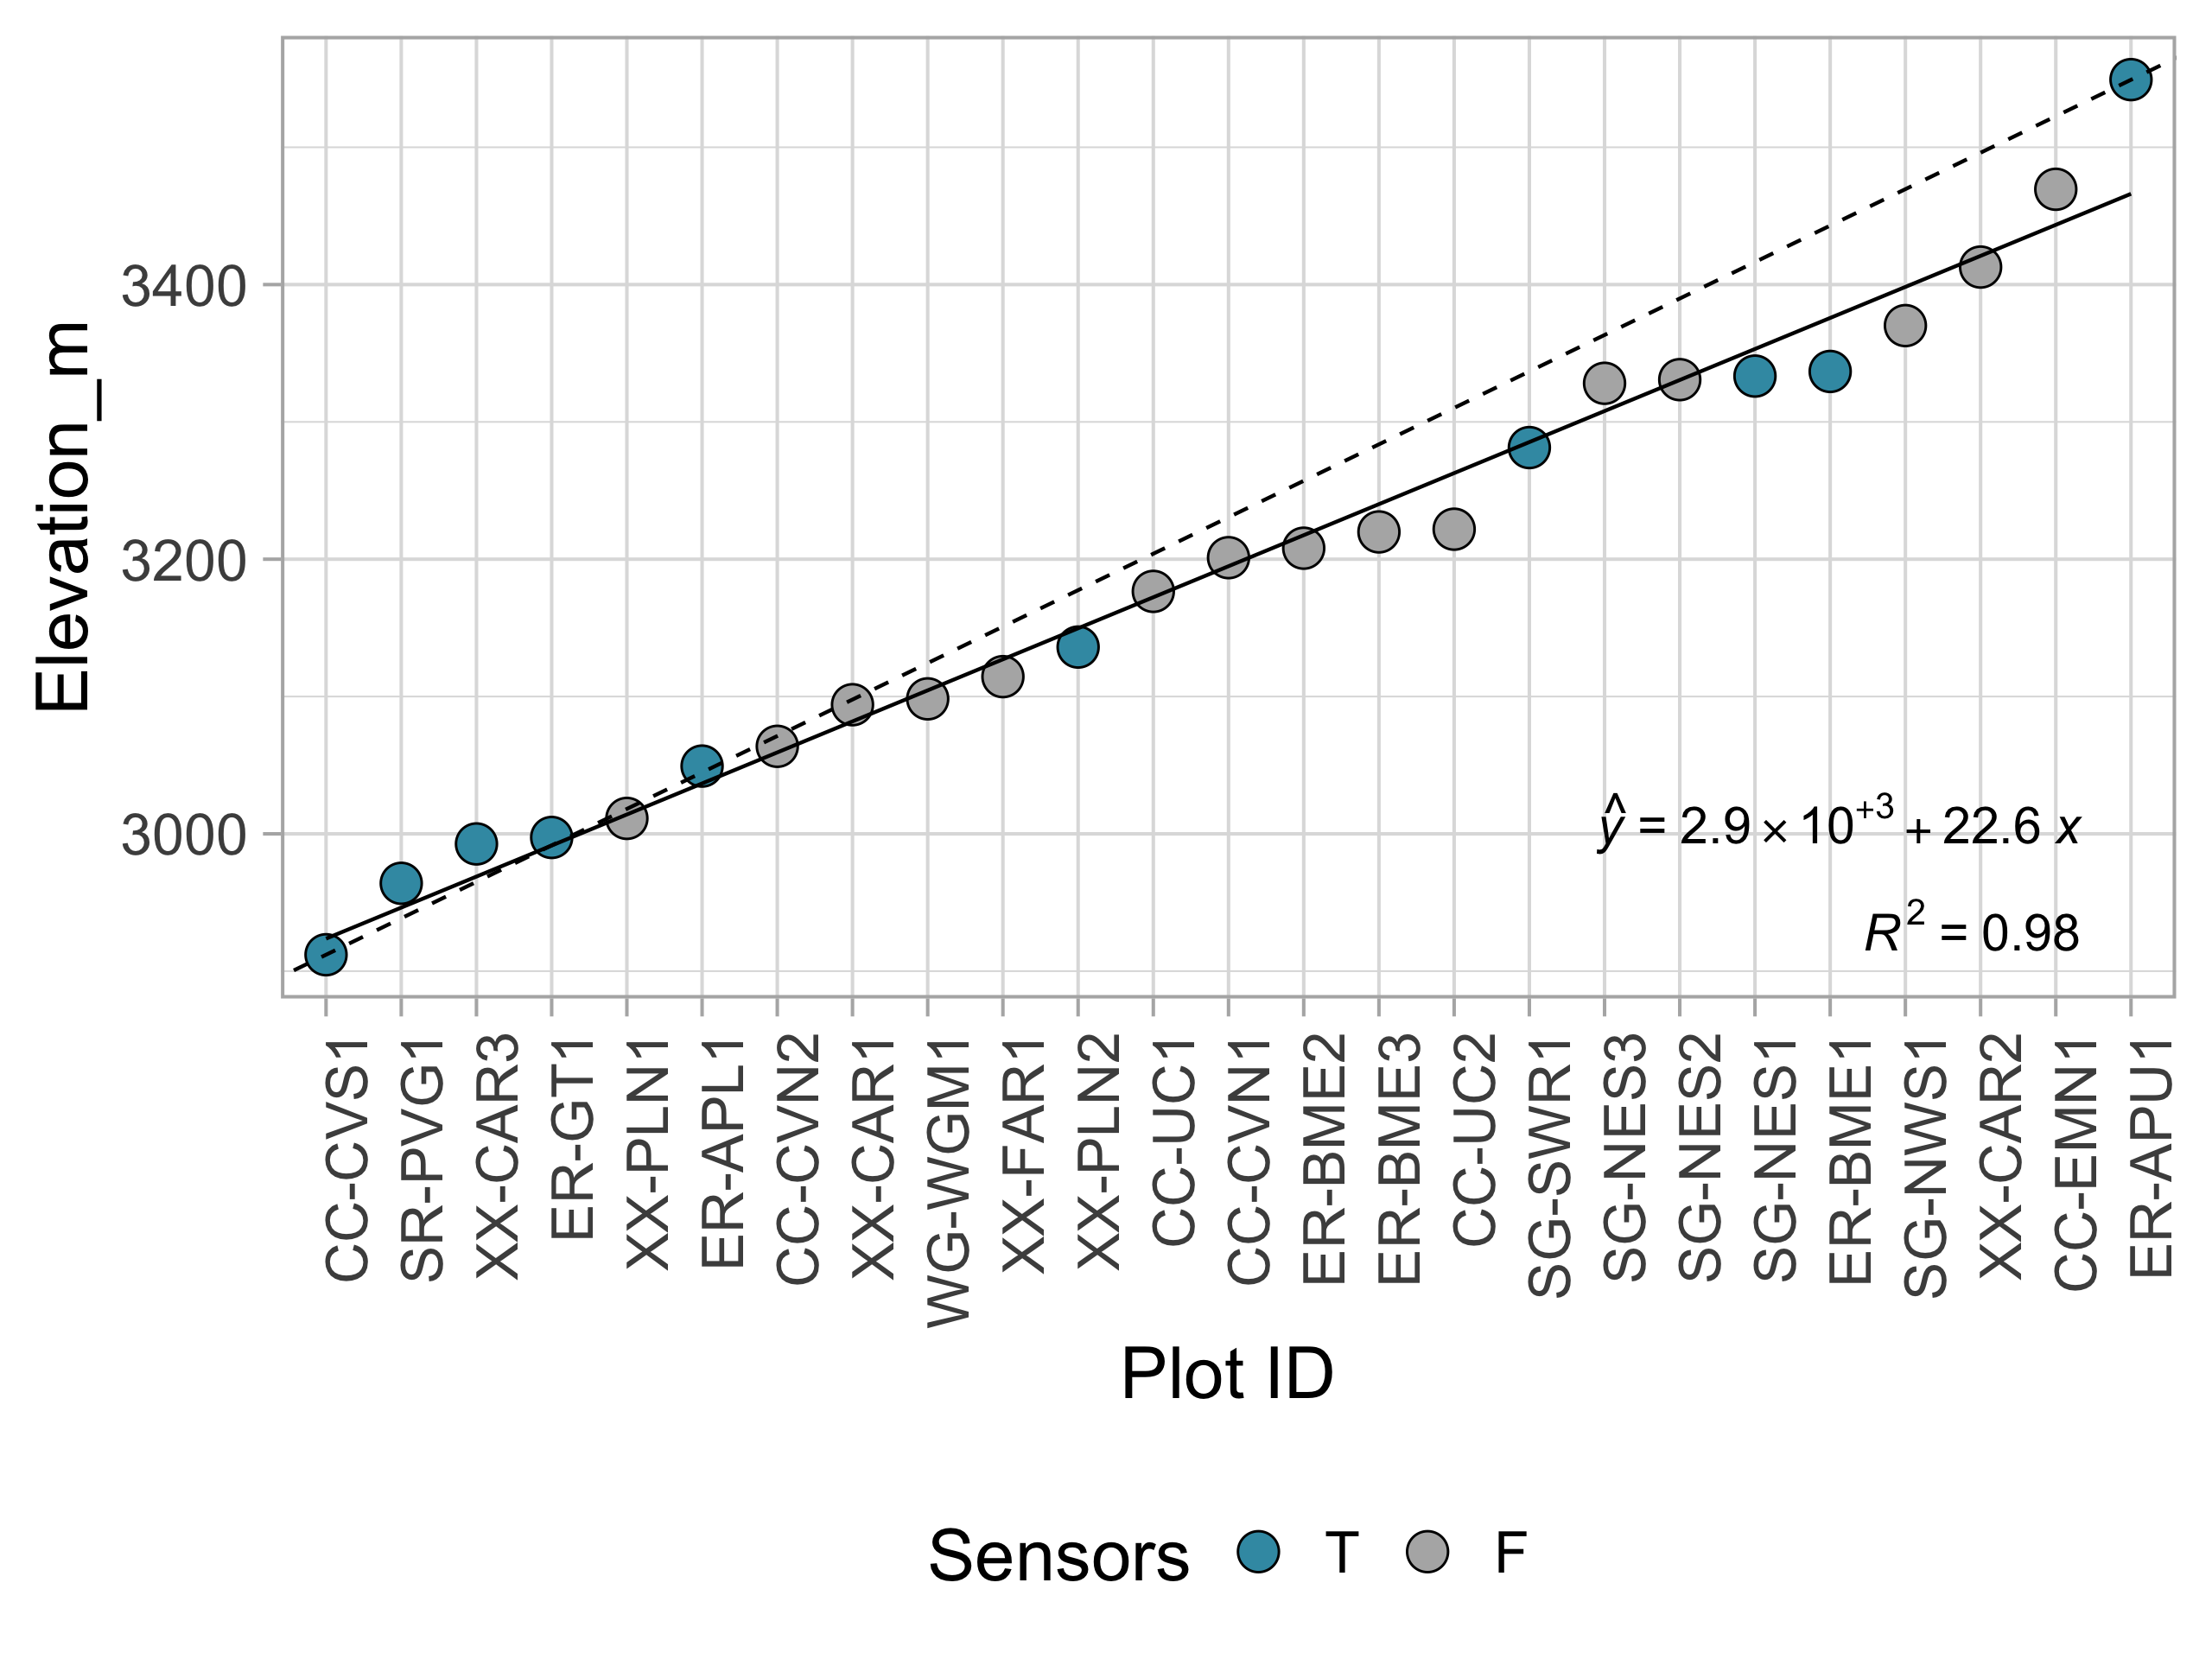 Elevation_m
3400
3200
3000
ŷ = 2.9 × 10⁺³ + 22.6 x
R² = 0.98
CC-CVS1
SR-PVG1
XX-CAR3
ER-GT1
XX-PLN1
ER-APL1
CC-CVN2
XX-CAR1
WG-WGM1
XX-FAR1
XX-PLN2
CC-UC1
CC-CVN1
ER-BME2
ER-BME3
CC-UC2
SG-SWR1
SG-NES3
SG-NES2
SG-NES1
ER-BME1
SG-NWS1
XX-CAR2
CC-EMN1
ER-APU1
Plot ID
Sensors T F